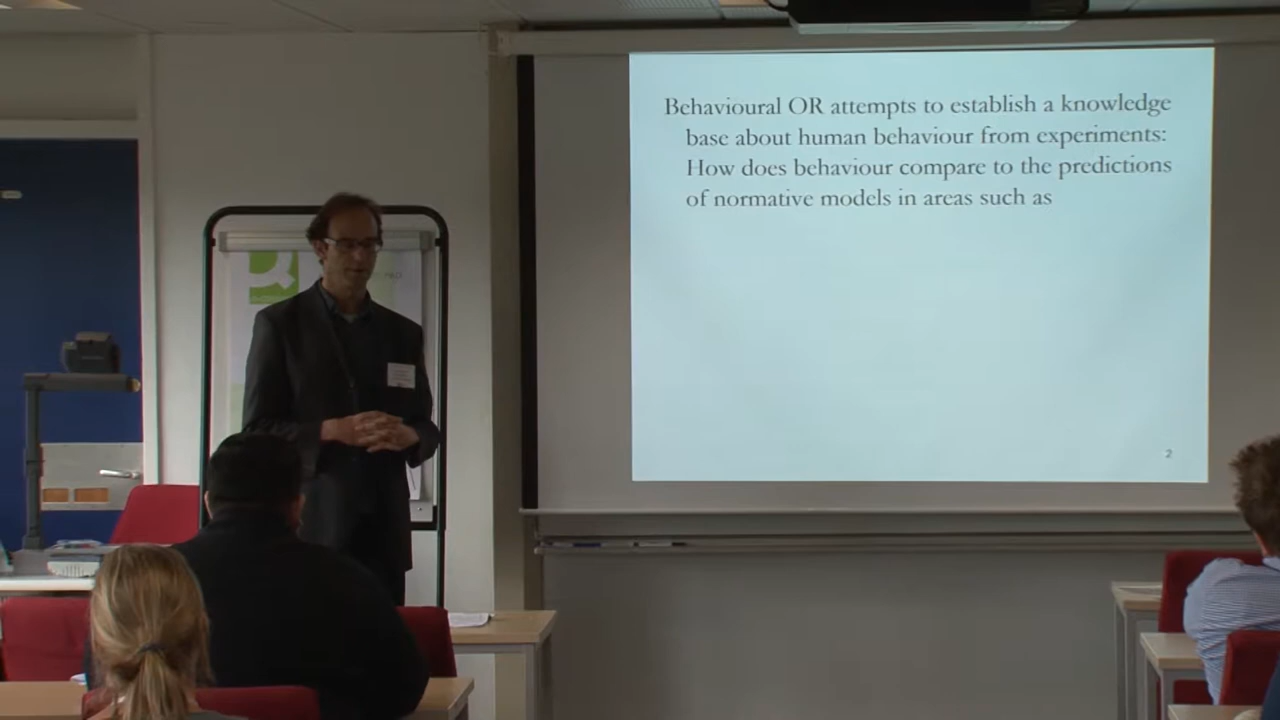 Behavioural OR attempts to establish a knowledge
base about human behaviour from experiments:
How does behaviour compare to the predictions
of normative models in areas such as
2